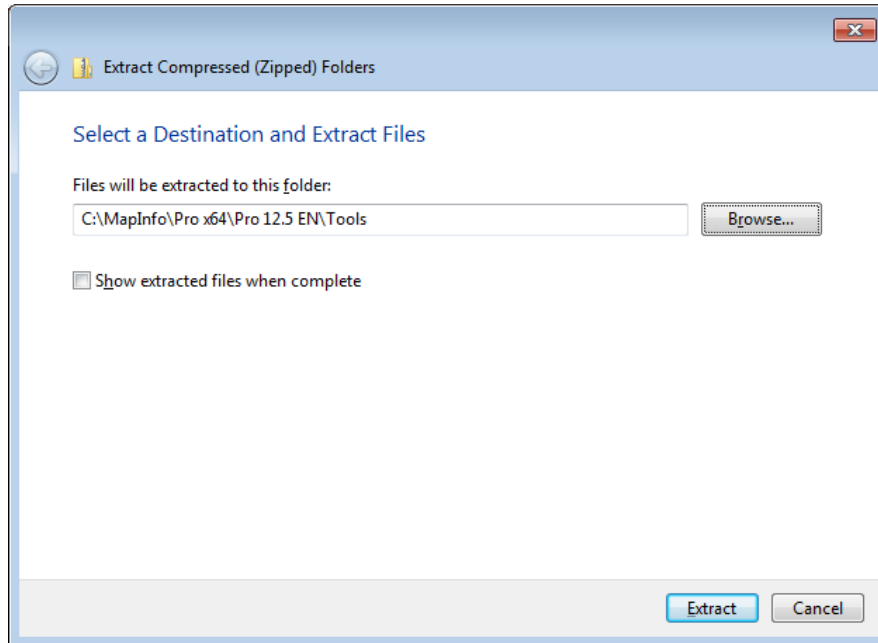 Extract Compressed (Zipped) Folders
Select a Destination and Extract Files
Files will be extracted to this folder:
C:\MapInfo\Pro x64\Pro 12.5 EN\Tools
Browse...
Show extracted files when complete
Extract
Cancel